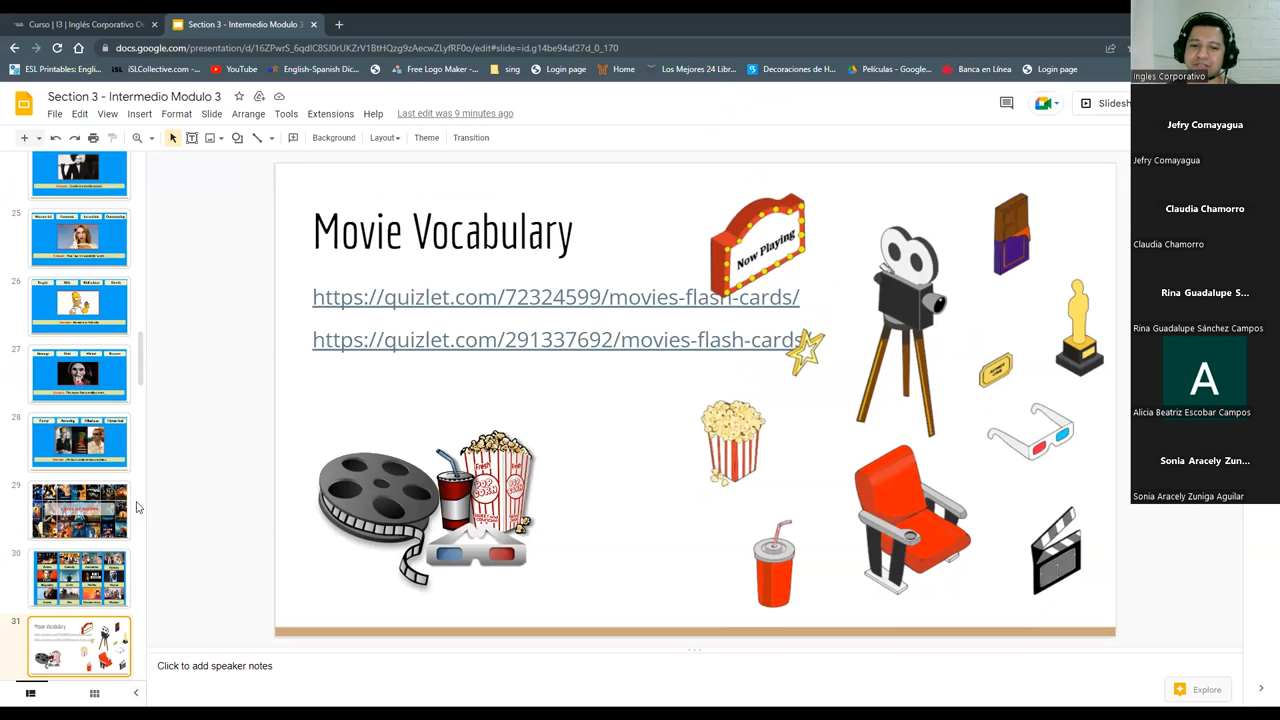 Curso | I3 | Inglés Corporativo On
Section 3 - Intermedio Modulo 3
docs.google.com/presentation/d/16ZPwrS_6qdlC8SJ0rUKZrV1BtHQzg9zAecwZLyfRF0o/edit#slide=id.g14be94af27d_0_170
ESL Printables: Engli...
iSLCollective.com -...
YouTube
English-Spanish Dic...
Login page
Free Logo Maker -...
sing
Home
Los Mejores 24 Libr...
Decoraciones de H...
Películas - Google...
Banca en Línea
Login page
Section 3 - Intermedio Modulo 3
File Edit View Insert Format Slide Arrange Tools Extensions Help
Last edit was 9 minutes ago
Slidesh
Background
Layout
Theme
Transition
25
26
27
28
29
30
31
Movie Vocabulary
https://quizlet.com/72324599/movies-flash-cards/
https://quizlet.com/291337692/movies-flash-cards
Now Playing
Fresh
POP CORN
Click to add speaker notes
Explore
Ingles Corporativo
Jefry Comayagua
Jefry Comayagua
Claudia Chamorro
Claudia Chamorro
Rina Guadalupe S...
Rina Guadalupe Sánchez Campos
A
Alicia Beatriz Escobar Campos
Sonia Aracely Zun...
Sonia Aracely Zuniga Aguilar